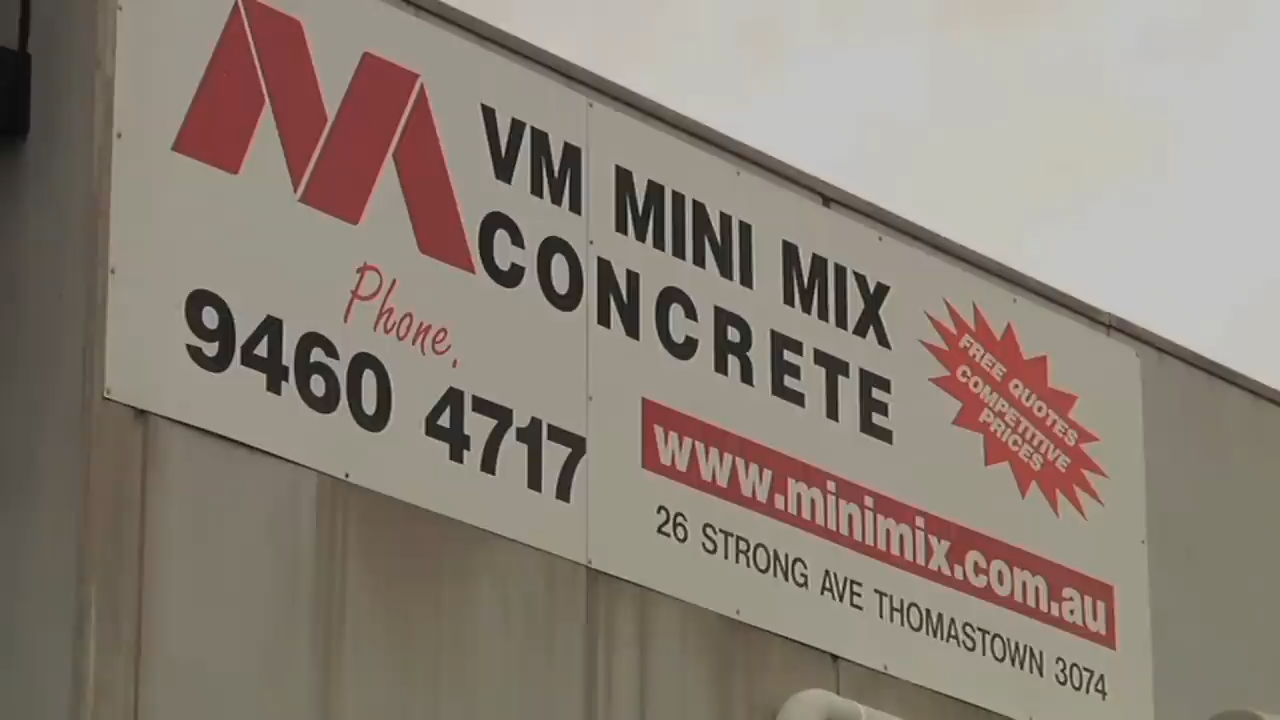 VM MINI MIX
CONCRETE
Phone.
9460 4717
FREE QUOTES
COMPETITIVE
PRICES
www.minimix.com.au
26 STRONG AVE THOMASTOWN 3074